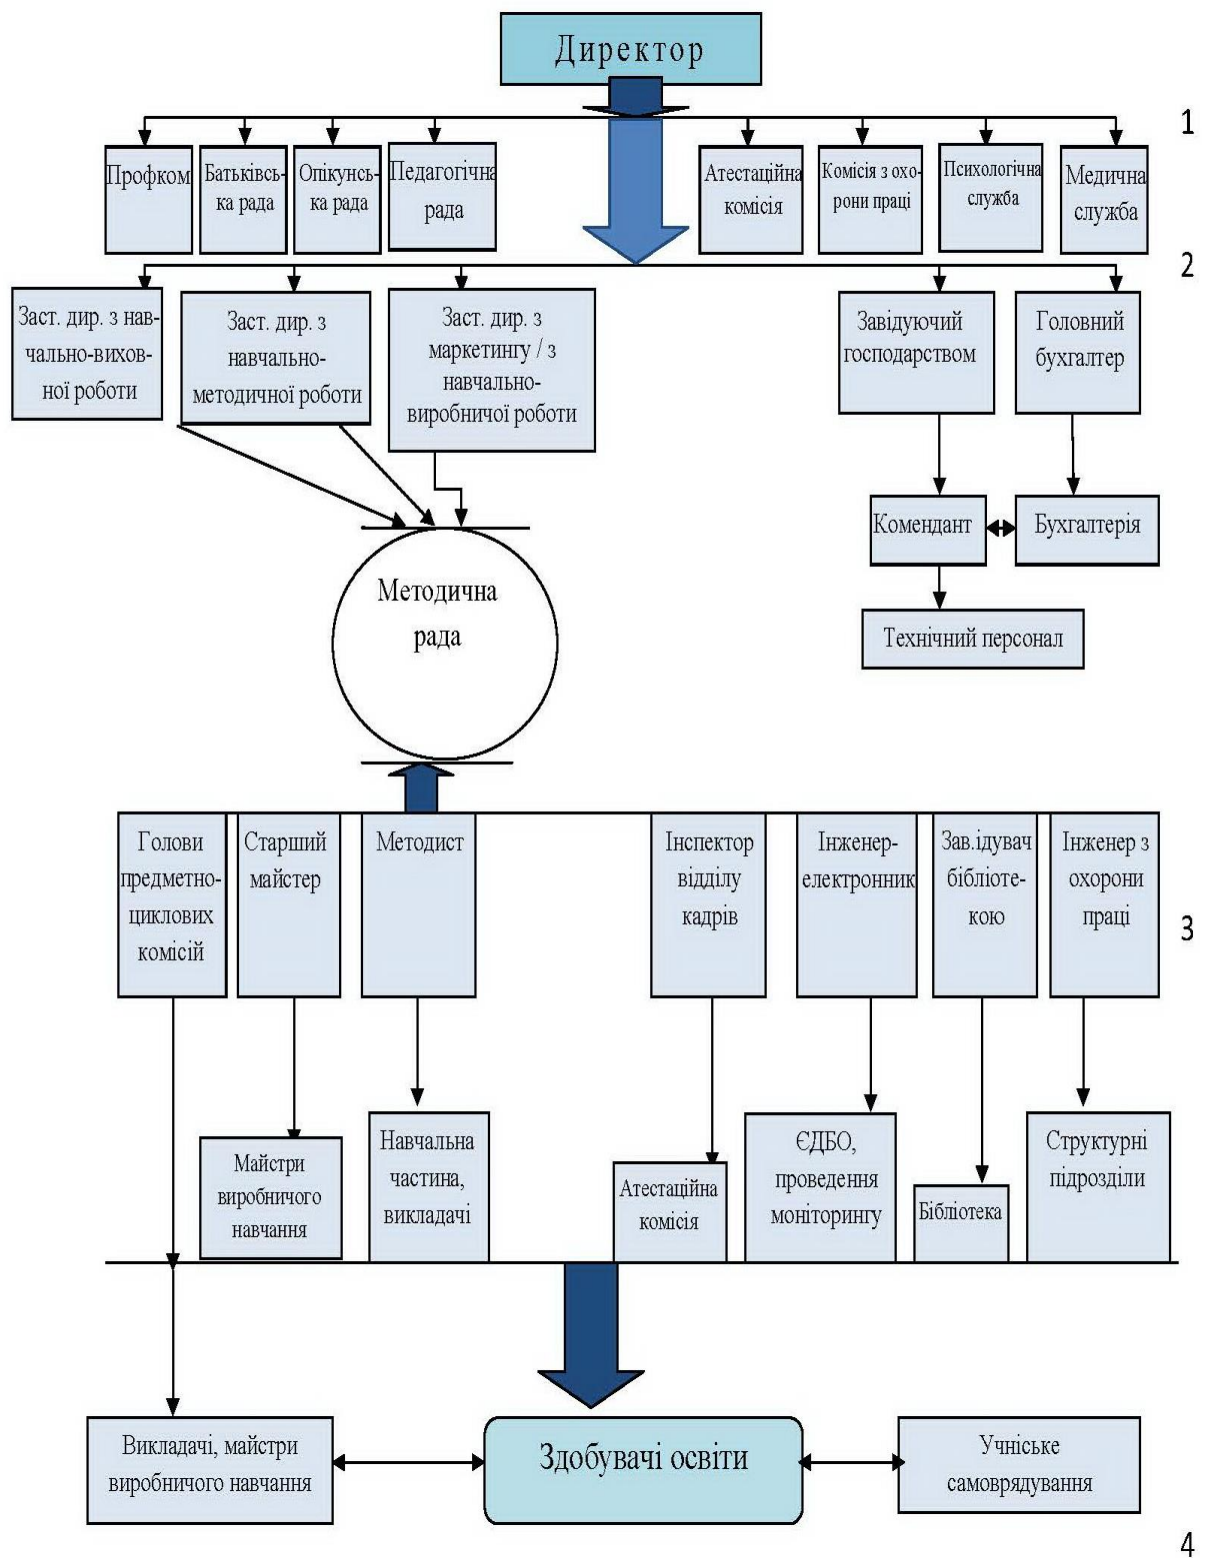 Директор
1
Профком
Батьківсь-
ка рада
Опікунсь-
ка рада
Педагогічна
рада
Атестаційна
комісія
Комісія з охо-
рони праці
Психологічна
служба
Медична
служба
2
Заст. дир. з нав-
чально-вихов-
ної роботи
Заст. дир. з
навчально-
методичної роботи
Заст. дир. з
маркетингу / з
навчально-
виробничої роботи
Завідуючий
господарством
Головний
бухгалтер
Комендант
Бухгалтерія
Технічний персонал
Методична
рада
Голови
предметно-
циклових
комісій
Старший
майстер
Методист
Інспектор
відділу
кадрів
Інженер-
електронник
Зав.ідувач
бібліоте-
кою
Інженер з
охорони
праці
3
Майстри
виробничого
навчання
Навчальна
частина,
викладачі
Атестаційна
комісія
ЄДБО,
проведення
моніторингу
Бібліотека
Структурні
підрозділи
Викладачі, майстри
виробничого навчання
Здобувачі освіти
Учніське
самоврядування
4